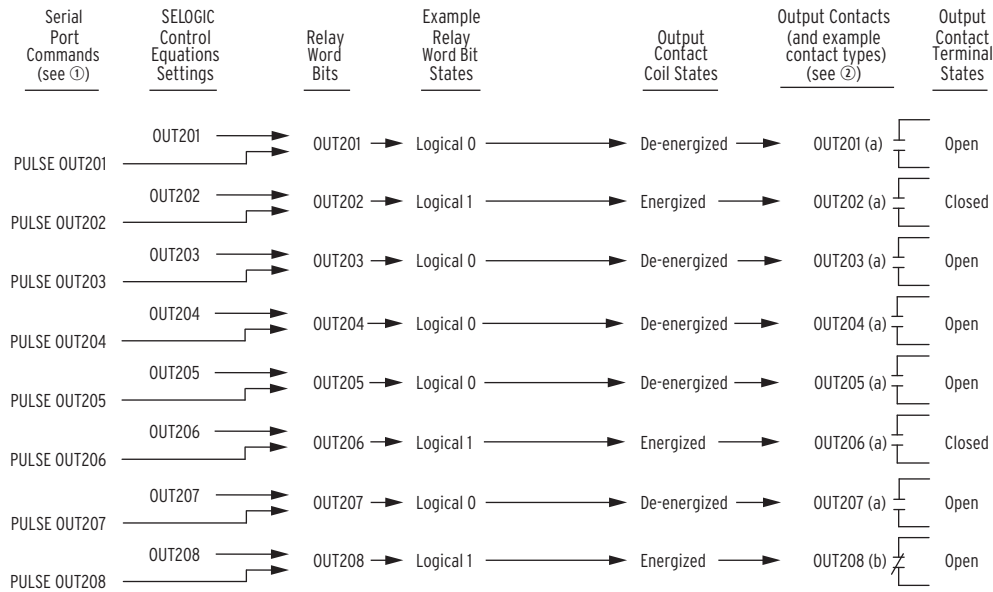 Serial
Port
Commands
(see ①)
SELOGIC
Control
Equations
Settings
Relay
Word
Bits
Example
Relay
Word Bit
States
Output
Contact
Coil States
Output Contacts
(and example
contact types)
(see ②)
Output
Contact
Terminal
States
OUT201
PULSE OUT201
OUT201
Logical 0
De-energized
OUT201 (a)
Open
OUT202
PULSE OUT202
OUT202
Logical 1
Energized
OUT202 (a)
Closed
OUT203
PULSE OUT203
OUT203
Logical 0
De-energized
OUT203 (a)
Open
OUT204
PULSE OUT204
OUT204
Logical 0
De-energized
OUT204 (a)
Open
OUT205
PULSE OUT205
OUT205
Logical 0
De-energized
OUT205 (a)
Open
OUT206
PULSE OUT206
OUT206
Logical 1
Energized
OUT206 (a)
Closed
OUT207
PULSE OUT207
OUT207
Logical 0
De-energized
OUT207 (a)
Open
OUT208
PULSE OUT208
OUT208
Logical 1
Energized
OUT208 (b)
Open